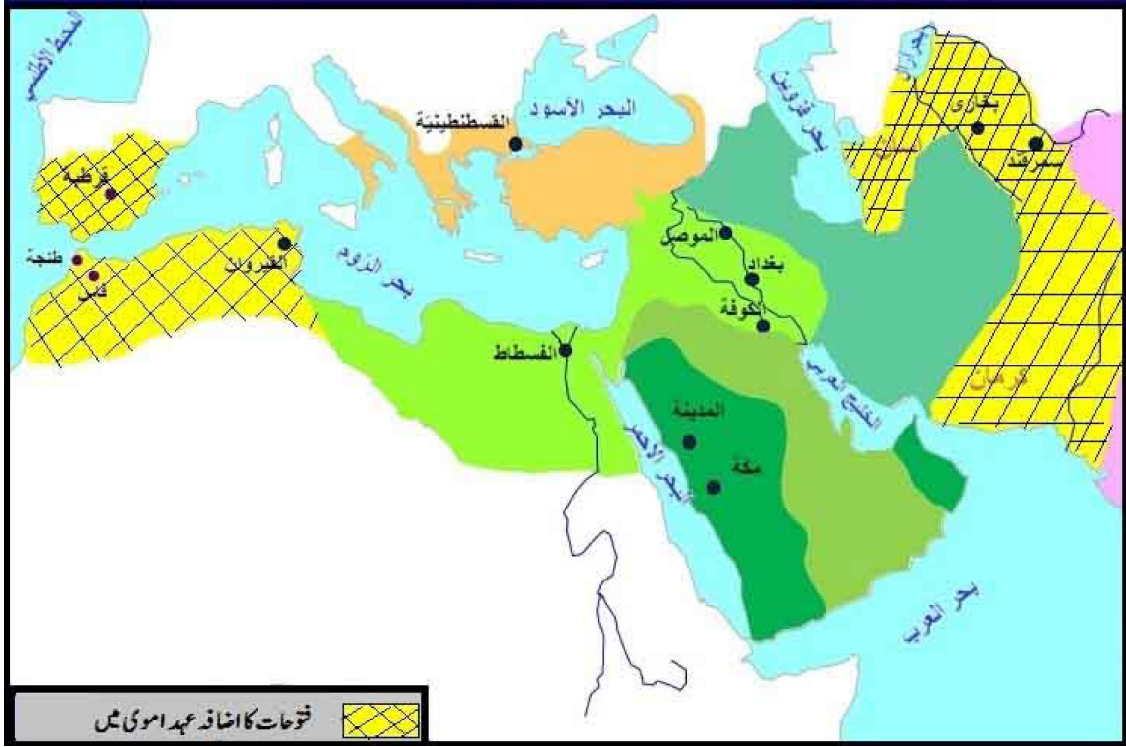 المحيط الأطلسي
البحر الأسود
القسطنطينية
بحر قزوين
بخارى
سمرقند
قرطبة
طنجة
فاس
القيروان
بحر الروم
الموصل
بغداد
الكوفة
الفسطاط
كرمان
الخليج العربي
المدينة
مكة
البحر الأحمر
بحر العرب
فتوحات کا اضافہ عہد اموی میں